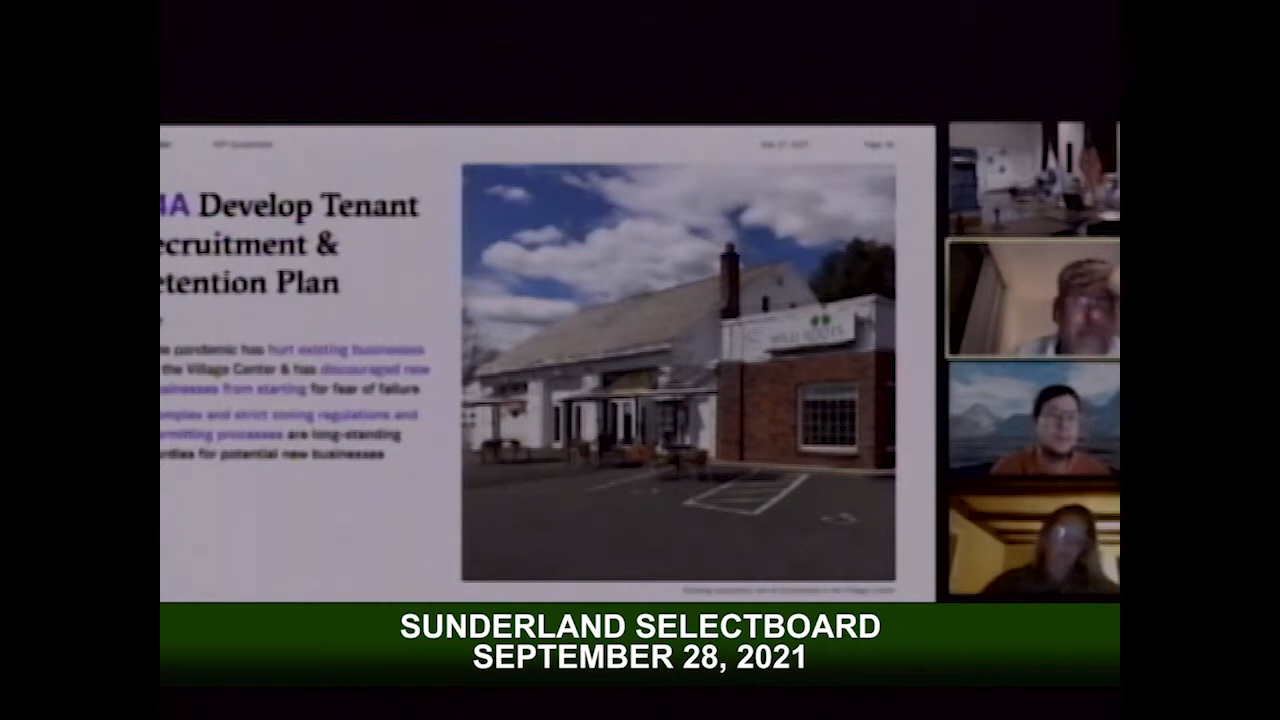 4A Develop Tenant
ecruitment &
etention Plan
e pandemic has hurt existing businesses
the Village Center & has discouraged new
usinesses from starting for fear of failure
omplex and strict zoning regulations and
ermitting processes are long-standing
urdles for potential new businesses
SUNDERLAND SELECTBOARD
SEPTEMBER 28, 2021